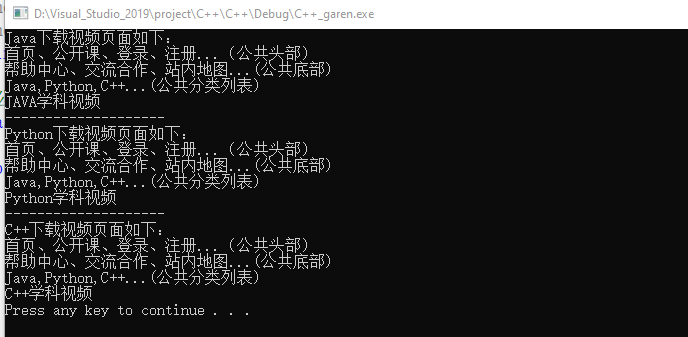 D:\Visual_Studio_2019\project\C++\C++\Debug\C++_garen.exe
Java下载视频页面如下：
首页、公开课、登录、注册...（公共头部）
帮助中心、交流合作、站内地图...(公共底部)
Java,Python,C++...(公共分类列表)
JAVA学科视频
--------------------
Python下载视频页面如下：
首页、公开课、登录、注册...（公共头部）
帮助中心、交流合作、站内地图...(公共底部)
Java,Python,C++...(公共分类列表)
Python学科视频
--------------------
C++下载视频页面如下：
首页、公开课、登录、注册...（公共头部）
帮助中心、交流合作、站内地图...(公共底部)
Java,Python,C++...(公共分类列表)
C++学科视频
Press any key to continue . . .